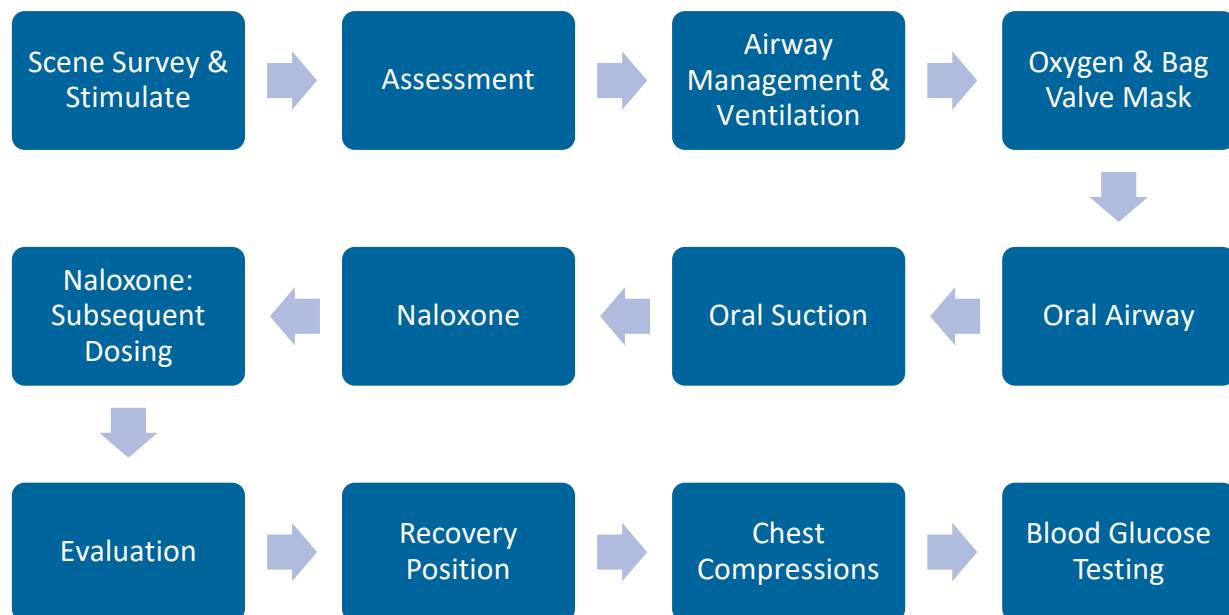 Scene Survey &
Stimulate
Assessment
Airway
Management &
Ventilation
Oxygen & Bag
Valve Mask
Oral Airway
Oral Suction
Naloxone
Naloxone:
Subsequent
Dosing
Evaluation
Recovery
Position
Chest
Compressions
Blood Glucose
Testing